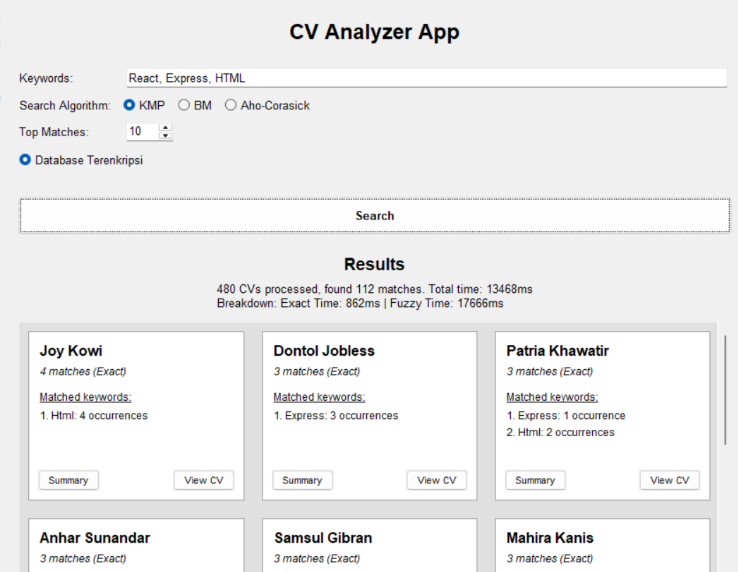 CV Analyzer App
Keywords: React, Express, HTML
Search Algorithm: KMP BM Aho-Corasick
Top Matches: 10
Database Terenkripsi
Search
Results
480 CVs processed, found 112 matches. Total time: 13468ms
Breakdown: Exact Time: 862ms | Fuzzy Time: 17666ms
Joy Kowi
4 matches (Exact)
Matched keywords:
1. Html: 4 occurrences
Summary View CV
Dontol Jobless
3 matches (Exact)
Matched keywords:
1. Express: 3 occurrences
Summary View CV
Patria Khawatir
3 matches (Exact)
Matched keywords:
1. Express: 1 occurrence
2. Html: 2 occurrences
Summary View CV
Anhar Sunandar
3 matches (Exact)
Samsul Gibran
3 matches (Exact)
Mahira Kanis
3 matches (Exact)